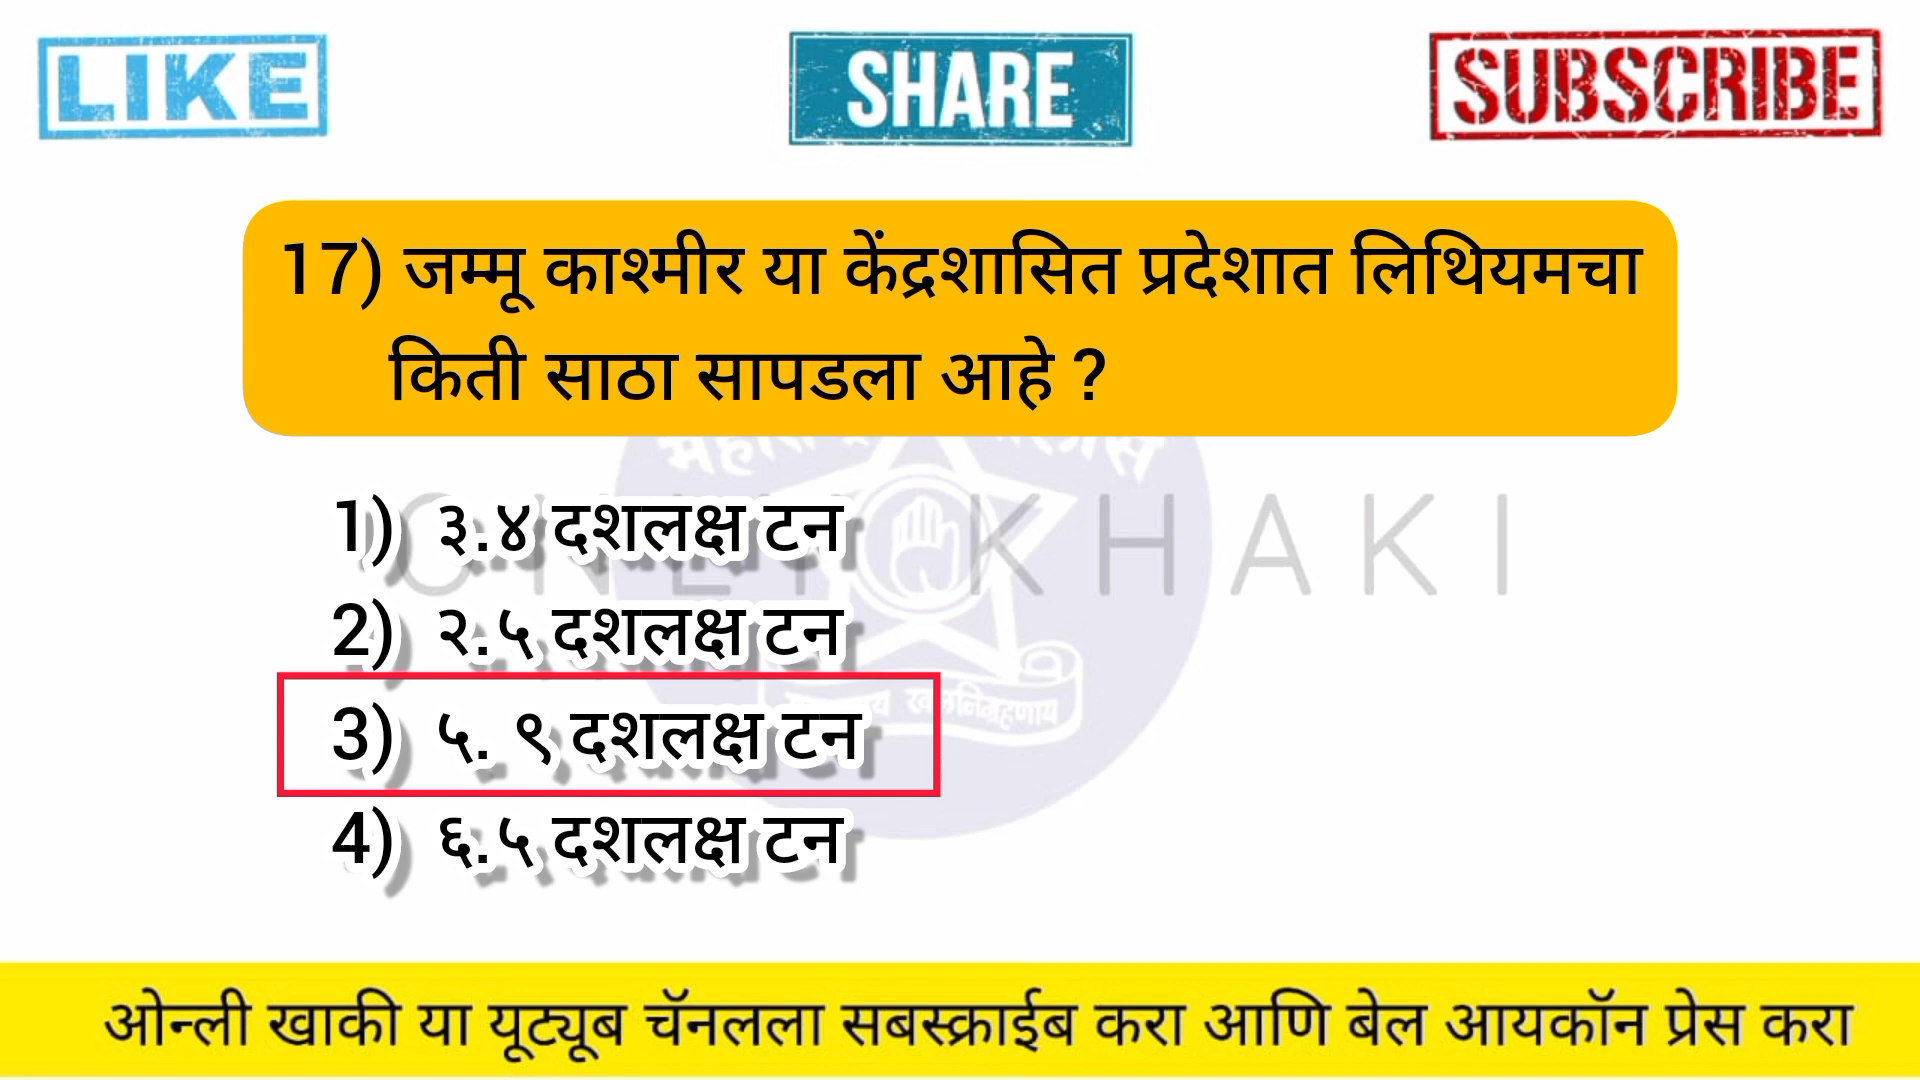 LIKE
SHARE
SUBSCRIBE
17) जम्मू काश्मीर या केंद्रशासित प्रदेशात लिथियमचा
किती साठा सापडला आहे ?
1) ३.४ दशलक्ष टन
2) २.५ दशलक्ष टन
3) ५. ९ दशलक्ष टन
4) ६.५ दशलक्ष टन
KHAKI
ओन्ली खाकी या यूट्यूब चॅनलला सबस्क्राईब करा आणि बेल आयकॉन प्रेस करा